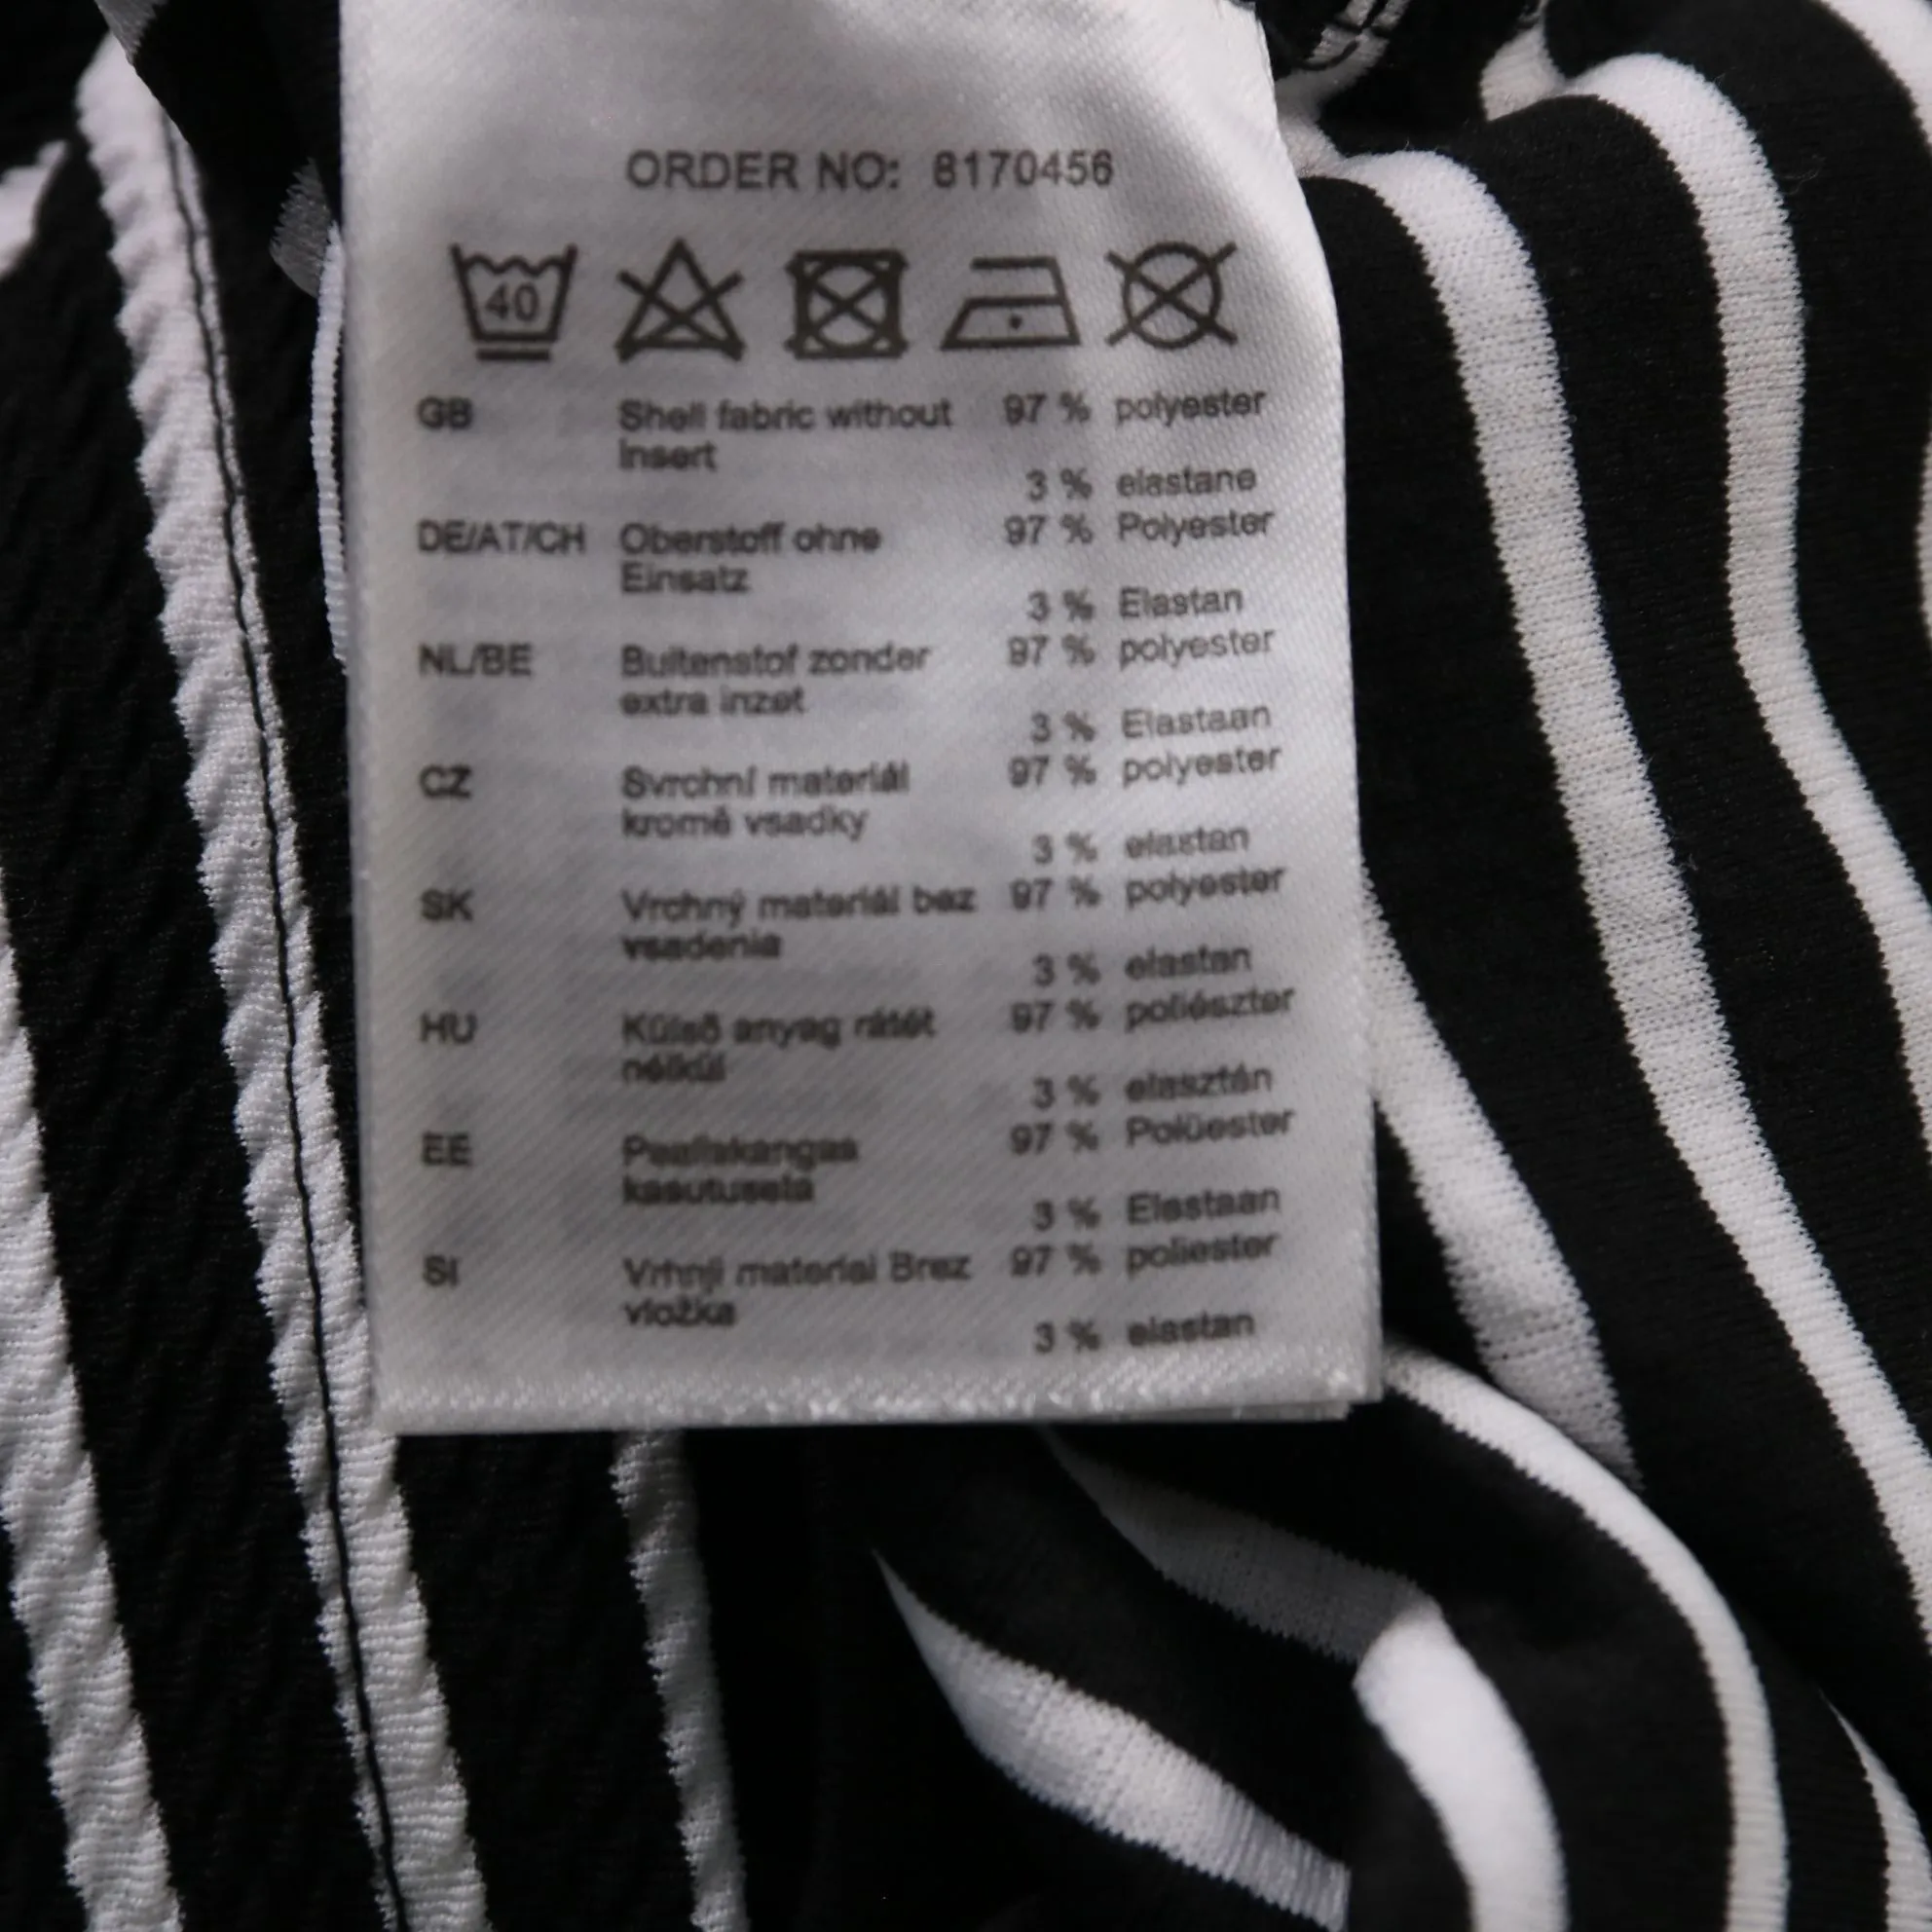 ORDER NO: 8170456
40
GB Shell fabric without 97 % polyester
Insert
3 % elastane
DE/AT/CH Oberstoff ohne 97 % Polyester
Einsatz
3 % Elastan
NL/BE Buitenstof zonder 97 % polyester
extra inzet
3 % Elastaan
CZ Svrchní materiál 97 % polyester
kromě vsadky
3 % elastan
SK Vrchný materiál bez 97 % polyester
vsadenia
3 % elastan
HU Külső anyag rátét 97 % poliészter
nélkül
3 % elasztán
EE Pealiskangas 97 % Polüester
kasutuseta
3 % Elastaan
SI Vrhnji material Brez 97 % poliester
vložka
3 % elastan